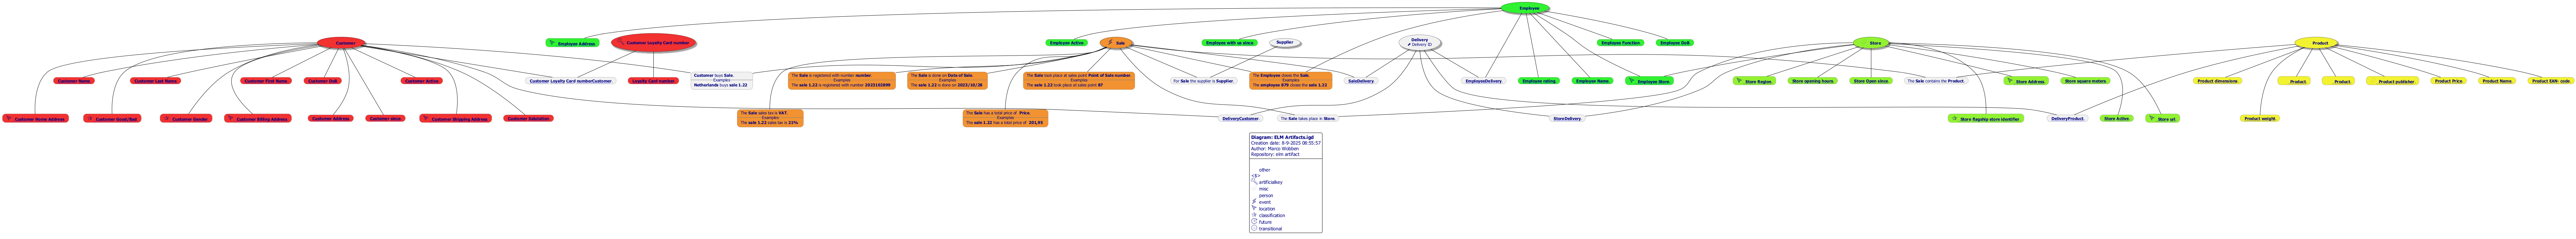 Employee
Customer
Employee Address
Customer Loyalty Card number
Employee Active
Sale
Employee with us since
Supplier
Delivery
Delivery ID
Employee Function
Employee DoB
Store
Product
Customer Name
Customer Last Name
Customer First Name
Customer DoB
Customer Active
Customer Loyalty Card numberCustomer
Loyalty Card number
Customer buys Sale.
Examples
Netherlands buys sale 1.22
The Sale is registered with number number.
Examples
The sale 1.22 is registered with number 2023102899
The Sale is done on Date of Sale.
Examples
The sale 1.22 is done on 2023/10/28
The Sale took place at sales point Point of Sale number.
Examples
The sale 1.22 took place at sales point 87
For Sale the supplier is Supplier.
The Employee closes the Sale.
Examples
The employee 879 closes the sale 1.22
SaleDelivery
EmployeeDelivery
Employee rating
Employee Name
Employee Store
Store Region
Store opening hours
Store Open since
The Sale contains the Product.
Store Address
Store square meters
Product dimensions
Product
Product
Product publisher
Product Price
Product Name
Product EAN- code
Customer Home Address
Customer Good/Bad
Customer Gender
Customer Billing Address
Customer Address
Customer since
Customer Shipping Address
Customer Salutation
The Sale sales tax is VAT.
Examples
The sale 1.22 sales tax is 21%
The Sale has a total price of Price.
Examples
The sale 1.22 has a total price of 201,95
DeliveryCustomer
The Sale takes place in Store.
StoreDelivery
Store flagship store identifier
DeliveryProduct
Store Active
Store url
Product weight
Diagram: ELM Artifacts.igd
Creation date: 8-9-2025 08:55:57
Author: Marco Wobben
Repository: elm artifact
other
<$>
artificialkey
misc
person
event
location
classification
future
transitional